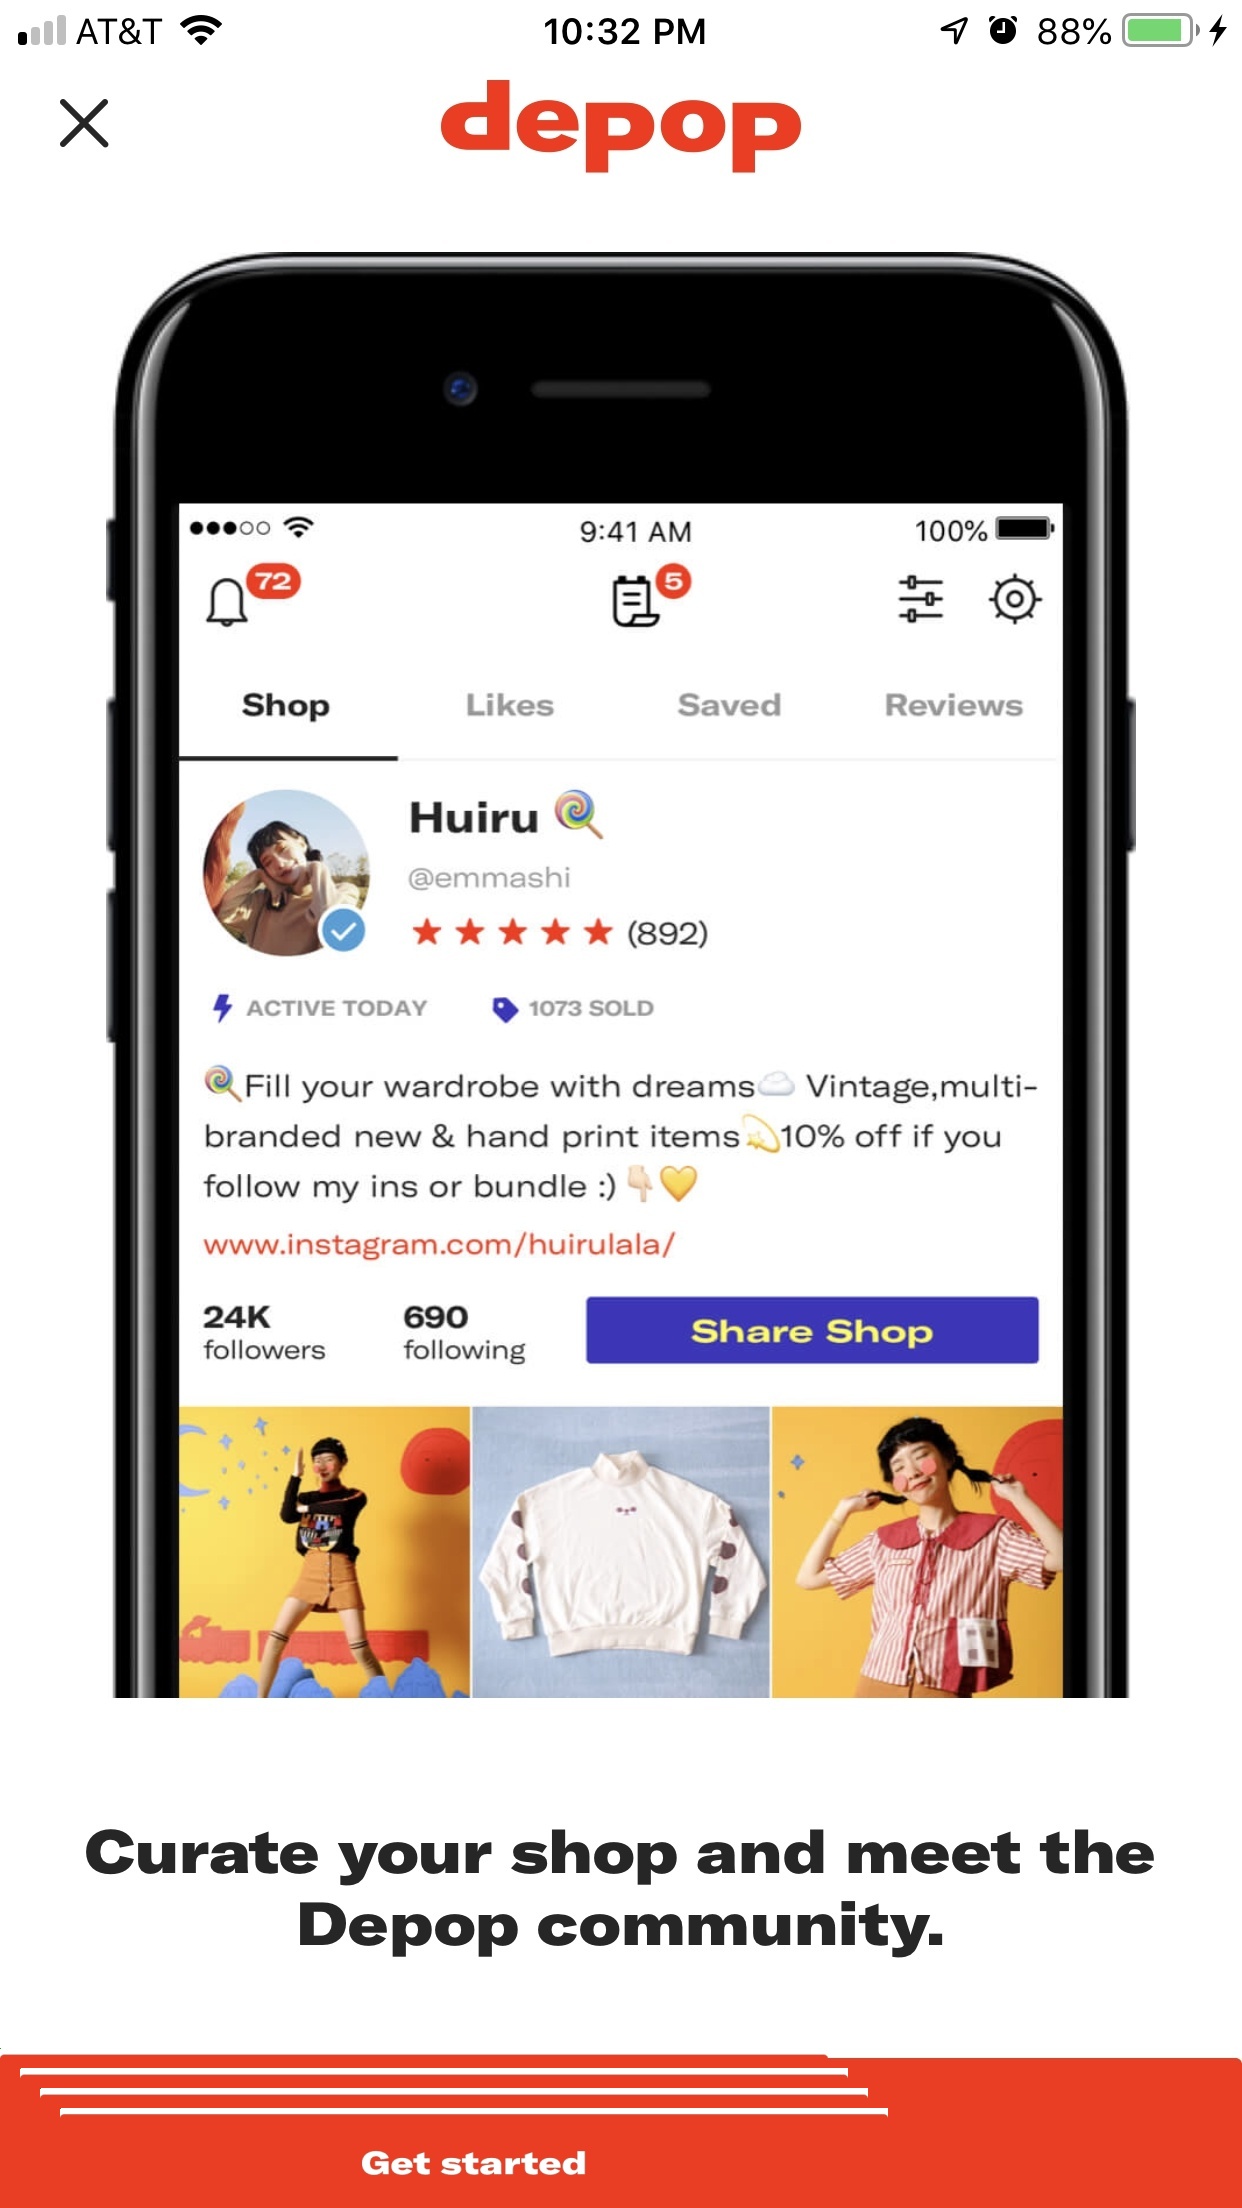 AT&T 10:32 PM 88%
depop
9:41 AM 100%
72 5
Shop Likes Saved Reviews
Huiru
@emmashi
(892)
ACTIVE TODAY 1073 SOLD
Fill your wardrobe with dreams Vintage,multi-
branded new & hand print items 10% off if you
follow my ins or bundle :)
www.instagram.com/huirulala/
24K 690
followers following
Share Shop
Curate your shop and meet the
Depop community.
Get started